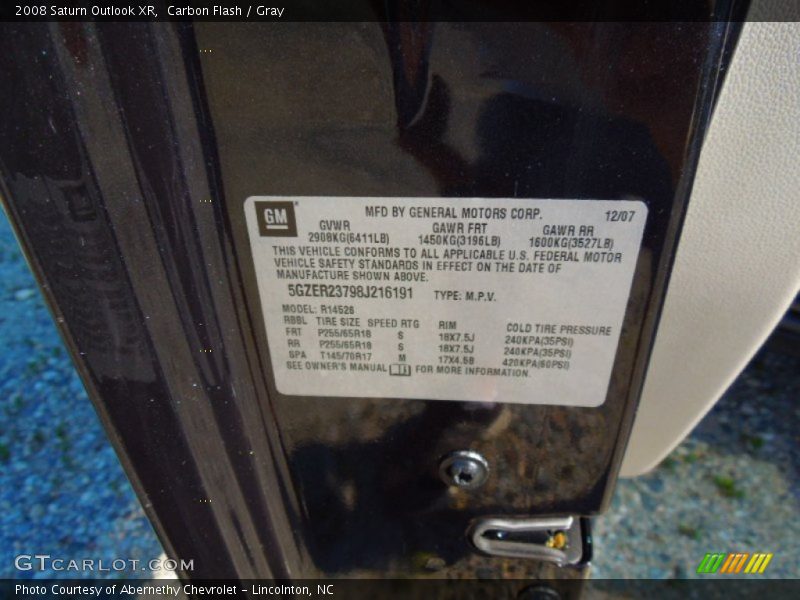 2008 Saturn Outlook XR, Carbon Flash / Gray
GM
MFD BY GENERAL MOTORS CORP. 12/07
GVWR GAWR FRT GAWR RR
2908KG(6411LB) 1450KG(3196LB) 1600KG(3527LB)
THIS VEHICLE CONFORMS TO ALL APPLICABLE U.S. FEDERAL MOTOR
VEHICLE SAFETY STANDARDS IN EFFECT ON THE DATE OF
MANUFACTURE SHOWN ABOVE.
5GZER23798J216191 TYPE: M.P.V.
MODEL: R14526
RBBL TIRE SIZE SPEED RTG RIM COLD TIRE PRESSURE
FRT P255/65R18 S 18X7.5J 240KPA(35PSI)
RR P255/65R18 S 18X7.5J 240KPA(35PSI)
SPA T145/70R17 M 17X4.5B 420KPA(60PSI)
SEE OWNER'S MANUAL FOR MORE INFORMATION.
GTCARLOT.COM
Photo Courtesy of Abernethy Chevrolet – Lincolnton, NC